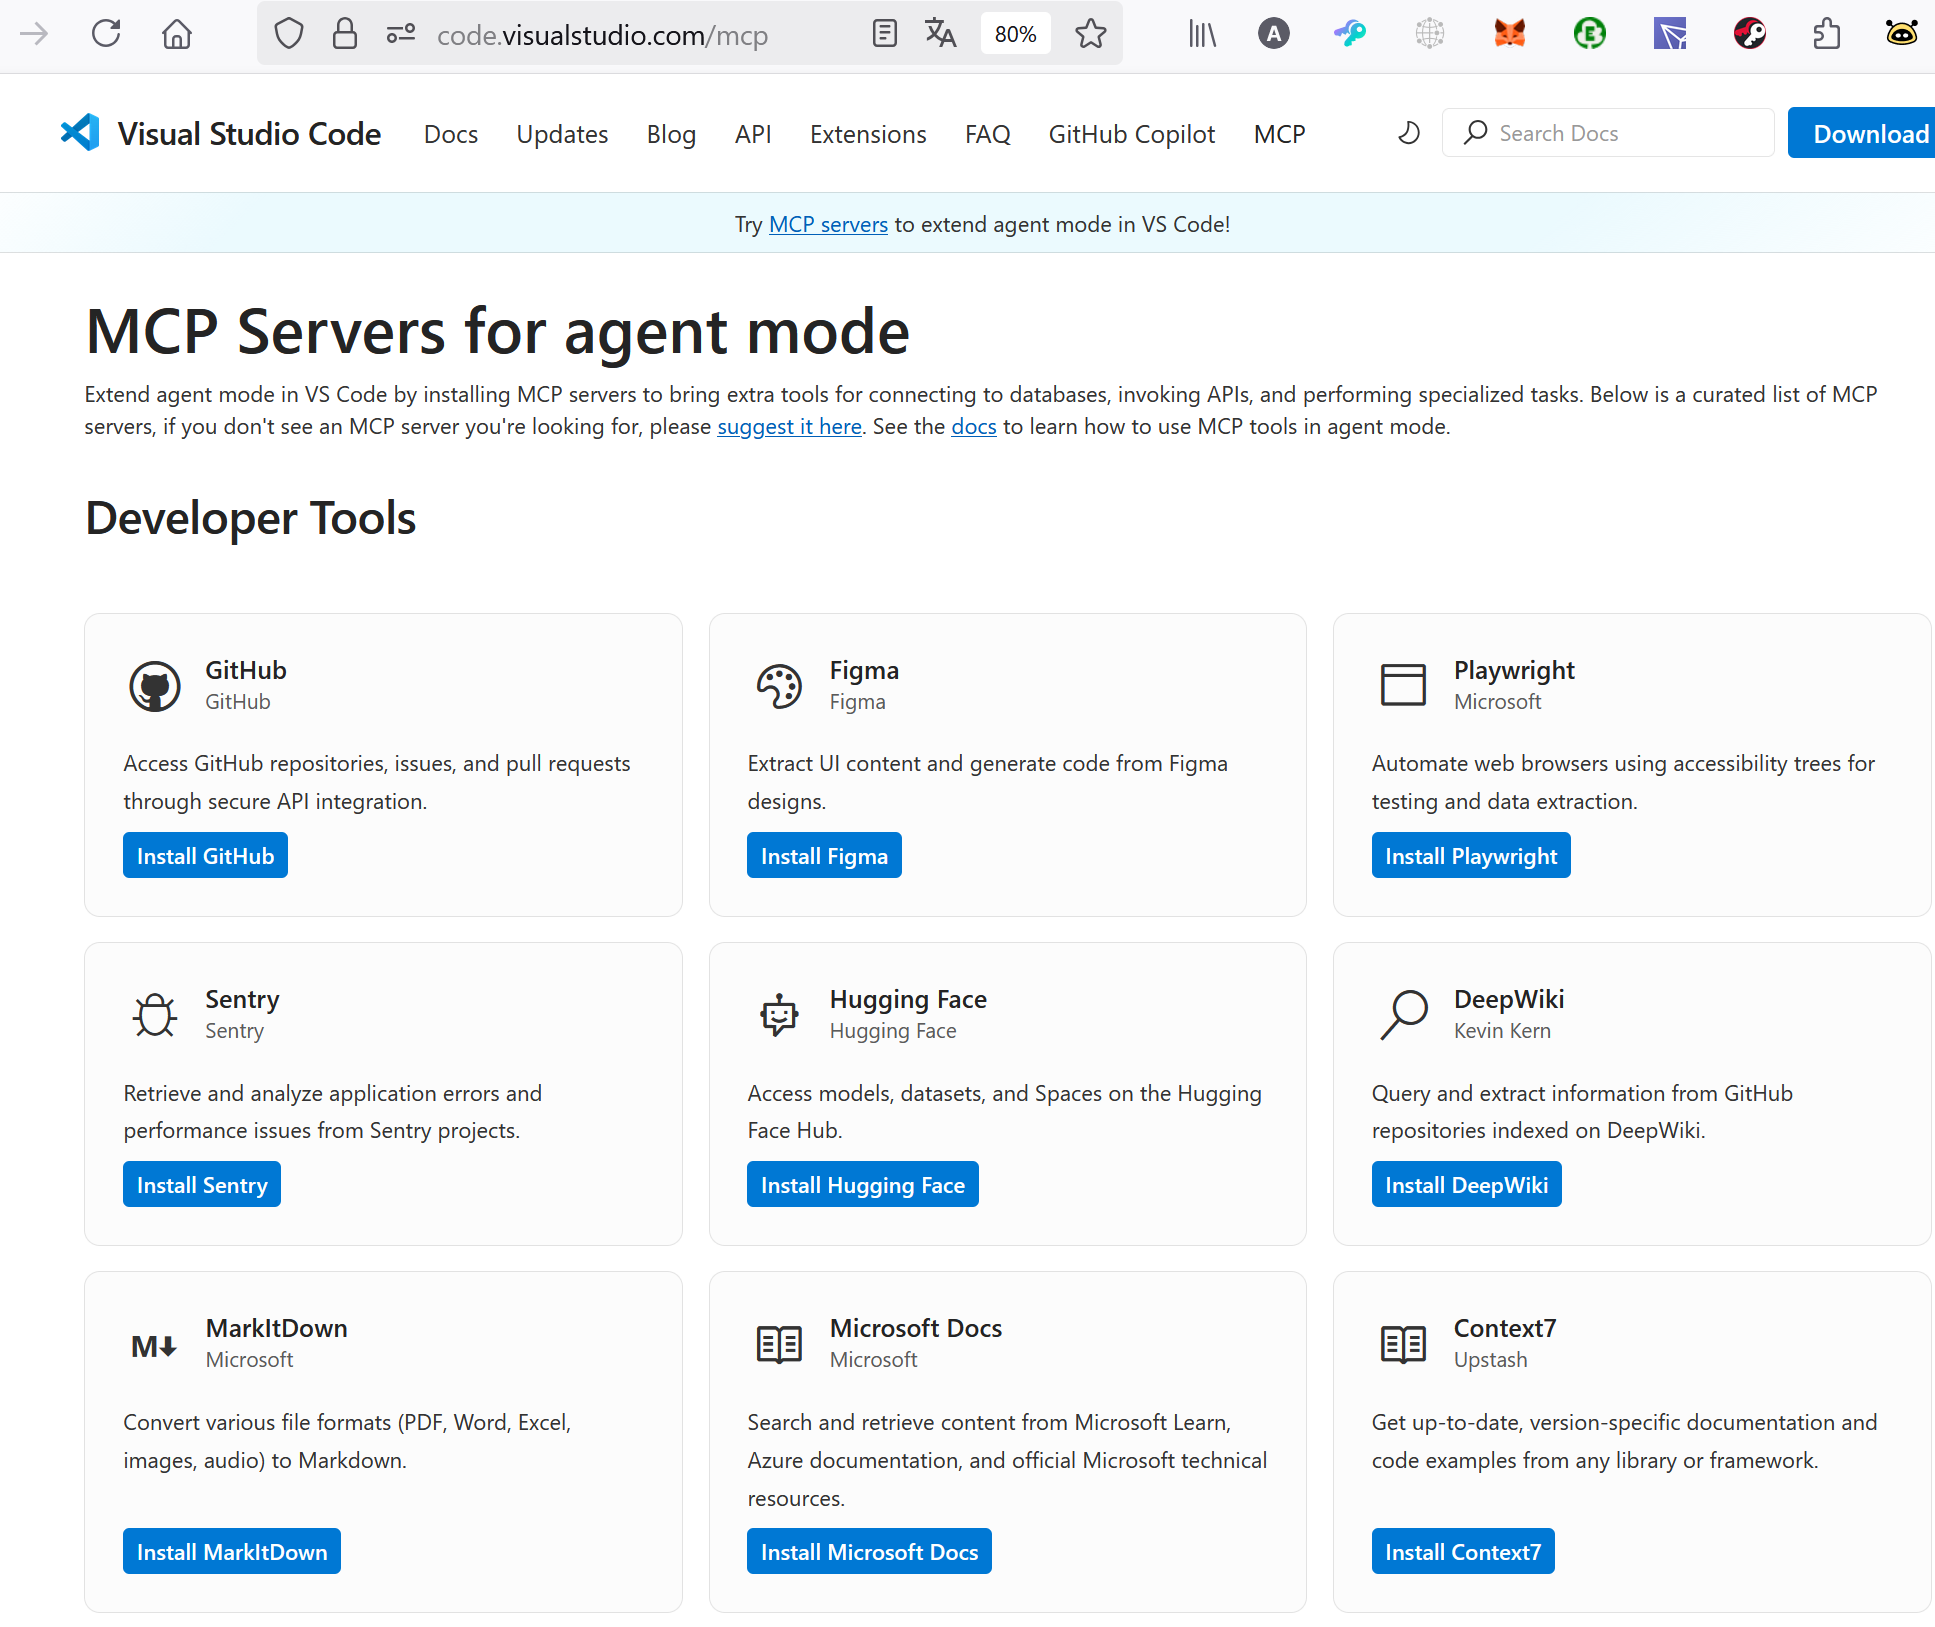 code.visualstudio.com/mcp
80%
A
Visual Studio Code
Docs
Updates
Blog
API
Extensions
FAQ
GitHub Copilot
MCP
Search Docs
Download
Try MCP servers to extend agent mode in VS Code!
MCP Servers for agent mode
Extend agent mode in VS Code by installing MCP servers to bring extra tools for connecting to databases, invoking APIs, and performing specialized tasks. Below is a curated list of MCP
servers, if you don't see an MCP server you're looking for, please suggest it here. See the docs to learn how to use MCP tools in agent mode.
Developer Tools
GitHub
GitHub
Access GitHub repositories, issues, and pull requests
through secure API integration.
Install GitHub
Figma
Figma
Extract UI content and generate code from Figma
designs.
Install Figma
Playwright
Microsoft
Automate web browsers using accessibility trees for
testing and data extraction.
Install Playwright
Sentry
Sentry
Retrieve and analyze application errors and
performance issues from Sentry projects.
Install Sentry
Hugging Face
Hugging Face
Access models, datasets, and Spaces on the Hugging
Face Hub.
Install Hugging Face
DeepWiki
Kevin Kern
Query and extract information from GitHub
repositories indexed on DeepWiki.
Install DeepWiki
M
MarkItDown
Microsoft
Convert various file formats (PDF, Word, Excel,
images, audio) to Markdown.
Install MarkItDown
Microsoft Docs
Microsoft
Search and retrieve content from Microsoft Learn,
Azure documentation, and official Microsoft technical
resources.
Install Microsoft Docs
Context7
Upstash
Get up-to-date, version-specific documentation and
code examples from any library or framework.
Install Context7